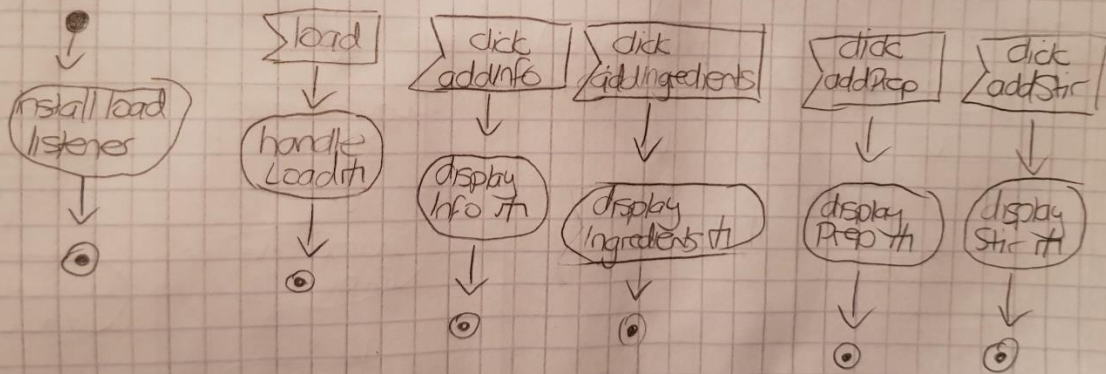 install load
listener
load
handle
Load
click
addInfo
display
Info
click
addIngredients
display
Ingredients
click
addPrep
display
Prep
click
addStir
display
Stir